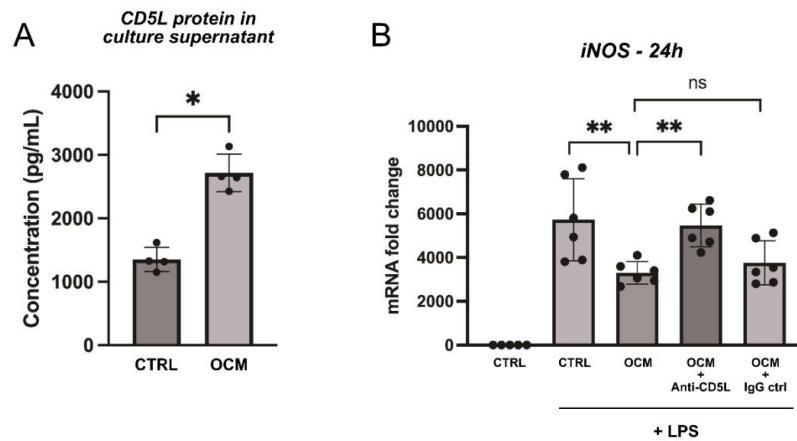 A
CD5L protein in
culture supernatant
Concentration (pg/mL)
4000
3000
2000
1000
0
*
CTRL
OCM
B
iNOS - 24h
mRNA fold change
10000
8000
6000
4000
2000
0
ns
**
**
CTRL
CTRL
OCM
OCM
+
Anti-CD5L
OCM
+
IgG ctrl
+ LPS